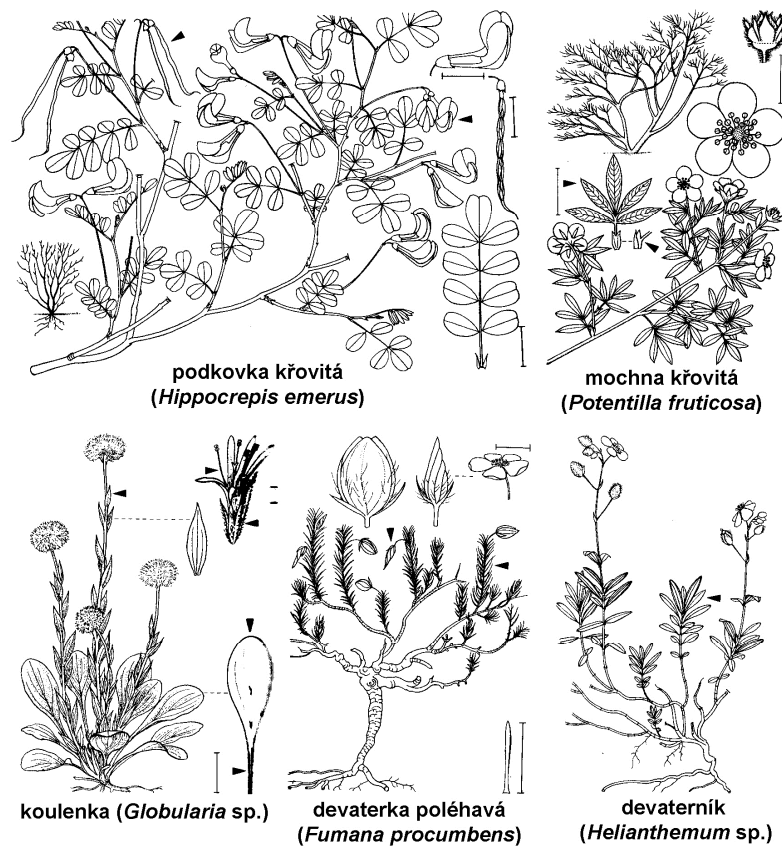 podkovka křovitá
(Hippocrepis emerus)
mochna křovitá
(Potentilla fruticosa)
koulenka (Globularia sp.)
devaterka poléhavá
(Fumana procumbens)
devaterník
(Helianthemum sp.)